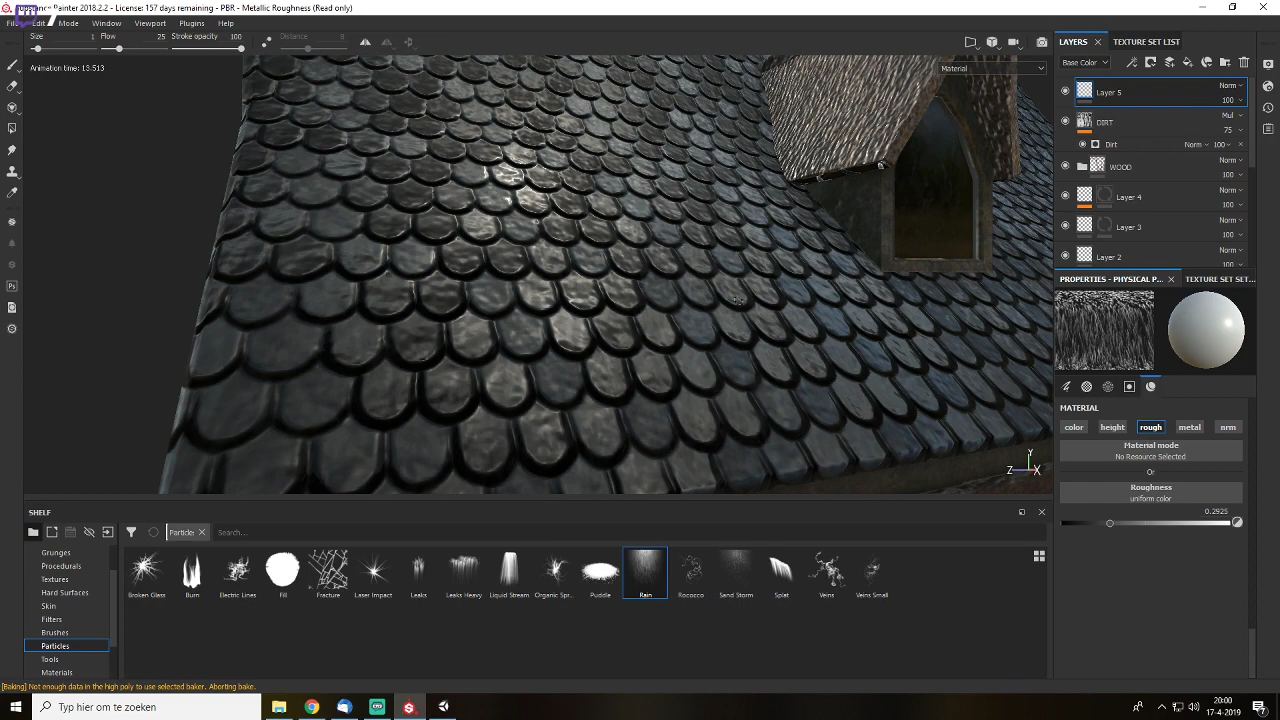 Substance Painter 2018.2.2 - License: 157 days remaining - PBR - Metallic Roughness (Read only)
File Edit Mode Window Viewport Plugins Help
Size 1 Flow 25 Stroke opacity 100 Distance 8
Animation time: 13.513
Material
LAYERS TEXTURE SET LIST
Base Color
Layer 5 Norm 100
DIRT Mul 75
Dirt Norm 100
WOOD Norm 100
Layer 4 Norm 100
Layer 3 Norm 100
Layer 2 Norm 100
PROPERTIES - PHYSICAL P... TEXTURE SET SET...
MATERIAL
color height rough metal nrm
Material mode
No Resource Selected
Or
Roughness
uniform color
0.2925
Y
Z X
SHELF
Particles Search...
Grunges
Procedurals
Textures
Hard Surfaces
Skin
Filters
Brushes
Particles
Tools
Materials
Broken Glass Burn Electric Lines Fill Fracture Laser Impact Leaks Leaks Heavy Liquid Stream Organic Spr... Puddle Rain Rococco Sand Storm Splat Veins Veins Small
[Baking] Not enough data in the high poly to use selected baker. Aborting bake.
Typ hier om te zoeken
20:00
17-4-2019